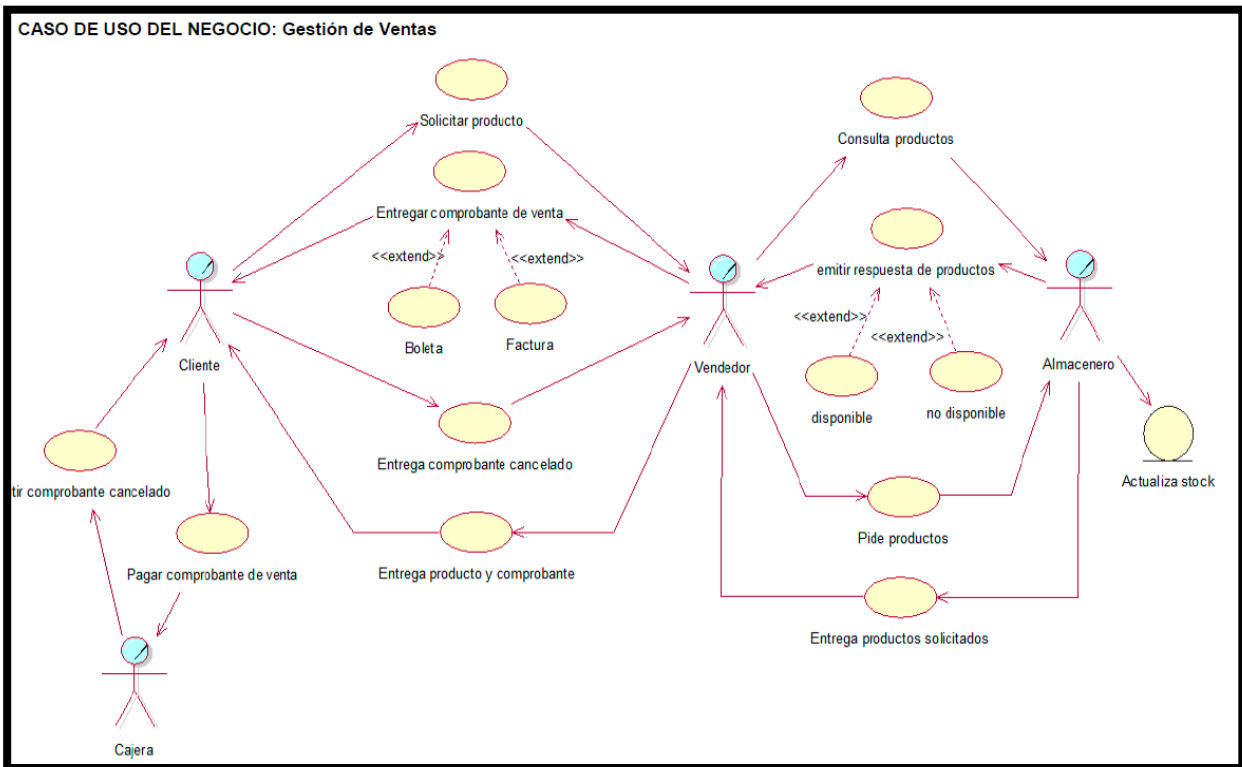 CASO DE USO DEL NEGOCIO: Gestión de Ventas
Solicitar producto
Consulta productos
Entregar comprobante de venta
<<extend>>
<<extend>>
emitir respuesta de productos
Boleta
Factura
<<extend>>
<<extend>>
Cliente
Vendedor
Almacenero
disponible
no disponible
Entrega comprobante cancelado
Actualiza stock
tir comprobante cancelado
Pide productos
Pagar comprobante de venta
Entrega producto y comprobante
Entrega productos solicitados
Cajera